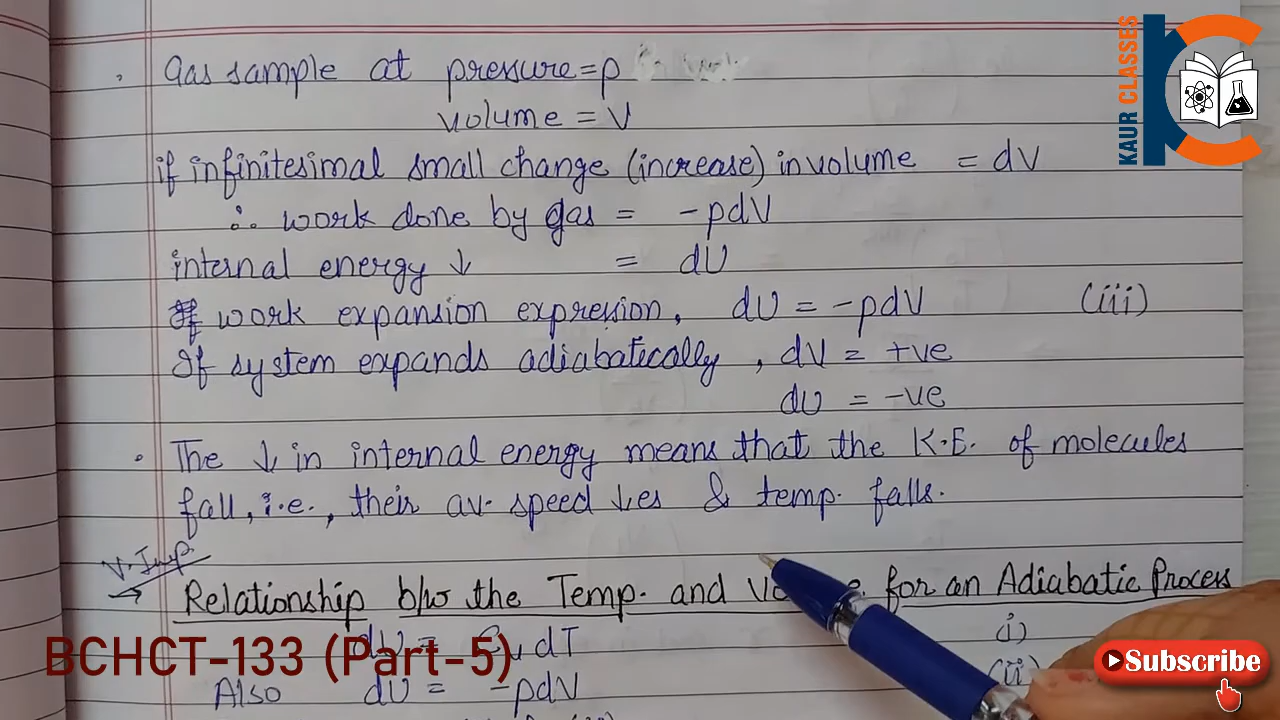 Gas sample at pressure = p
volume = V
if infinitesimal small change (increase) in volume = dV
∴ work done by gas = -pdV
internal energy ↓ = dU
work expansion expression, dU = -pdV (iii)
If system expands adiabatically, dV = +ve
dU = -ve
• The ↓ in internal energy means that the K.E. of molecules
fall, i.e., their av. speed ↓es & temp. falls.
V. Imp.
→ Relationship b/w the Temp. and for an Adiabatic Process
dU = dT (i)
Also dU = -pdV (ii)
KAUR CLASSES
BCHCT-133 (Part-5)
Subscribe